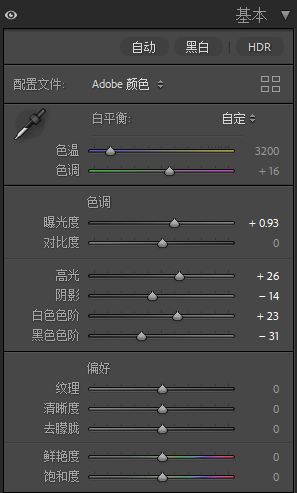 基本
自动 黑白 HDR
配置文件: Adobe 颜色
白平衡: 自定
色温 3200
色调 + 16
色调
曝光度 + 0.93
对比度 0
高光 + 26
阴影 − 14
白色色阶 + 23
黑色色阶 − 31
偏好
纹理 0
清晰度 0
去朦胧 0
鲜艳度 0
饱和度 0